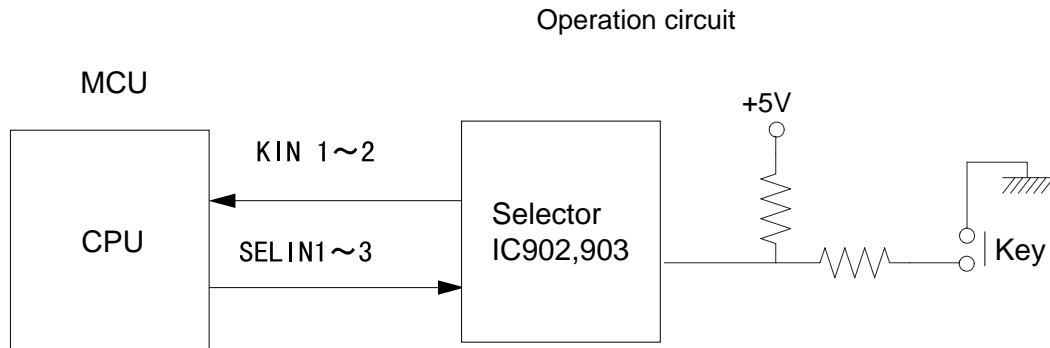 Operation circuit
MCU
+5V
KIN 1～2
CPU
Selector
IC902,903
SELIN1～3
Key